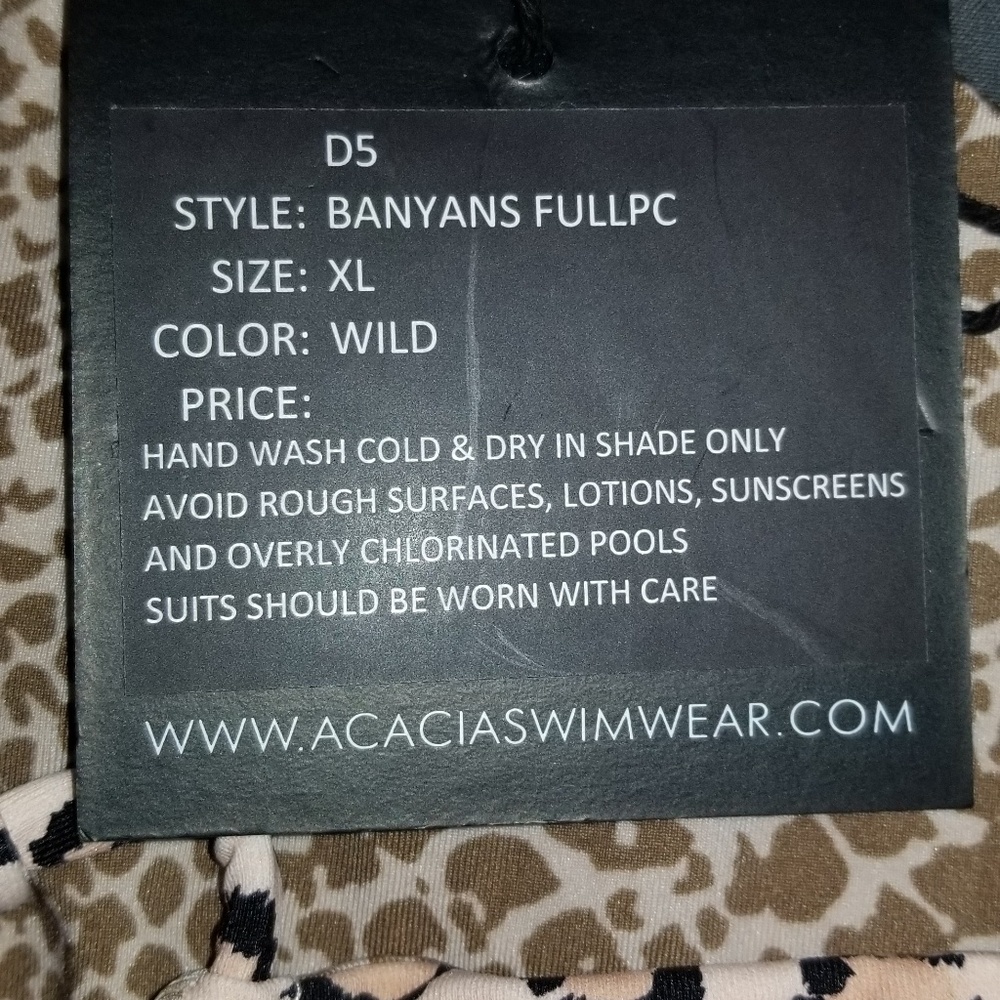 D5
STYLE: BANYANS FULLPC
SIZE: XL
COLOR: WILD
PRICE:
HAND WASH COLD & DRY IN SHADE ONLY
AVOID ROUGH SURFACES, LOTIONS, SUNSCREENS
AND OVERLY CHLORINATED POOLS
SUITS SHOULD BE WORN WITH CARE
WWW.ACACIASWIMWEAR.COM